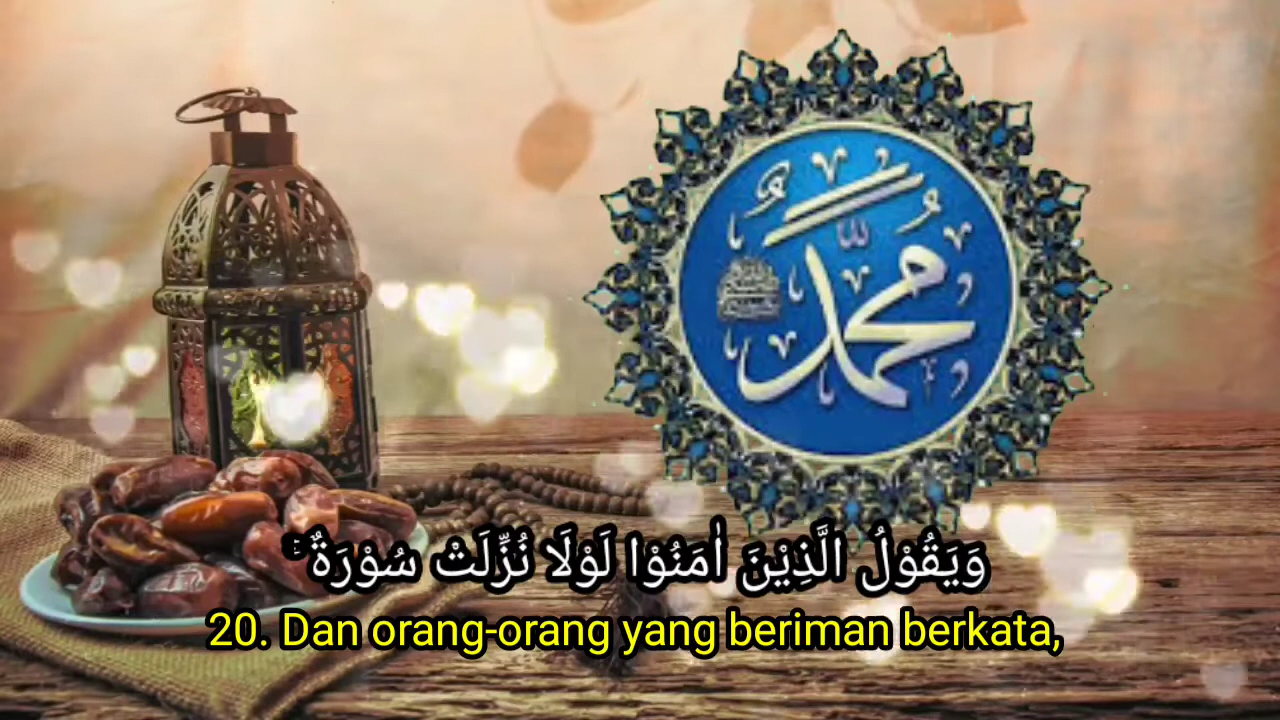 محمد
وَيَقُوْلُ الَّذِيْنَ اٰمَنُوْا لَوْلَا نُزِّلَتْ سُوْرَةٌ ۚ
20. Dan orang-orang yang beriman berkata,